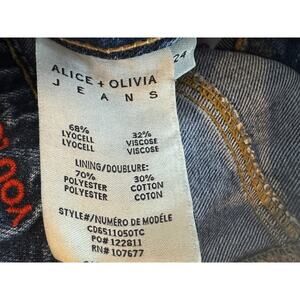 ALICE + OLIVIA
JEANS
24
68% 32%
LYOCELL VISCOSE
LYOCELL VISCOSE
LINING/DOUBLURE:
70% 30%
POLYESTER COTTON
POLYESTER COTON
STYLE#/NUMÉRO DE MODÈLE
CD6511050TC
PO# 122811
RN# 107677
YOU